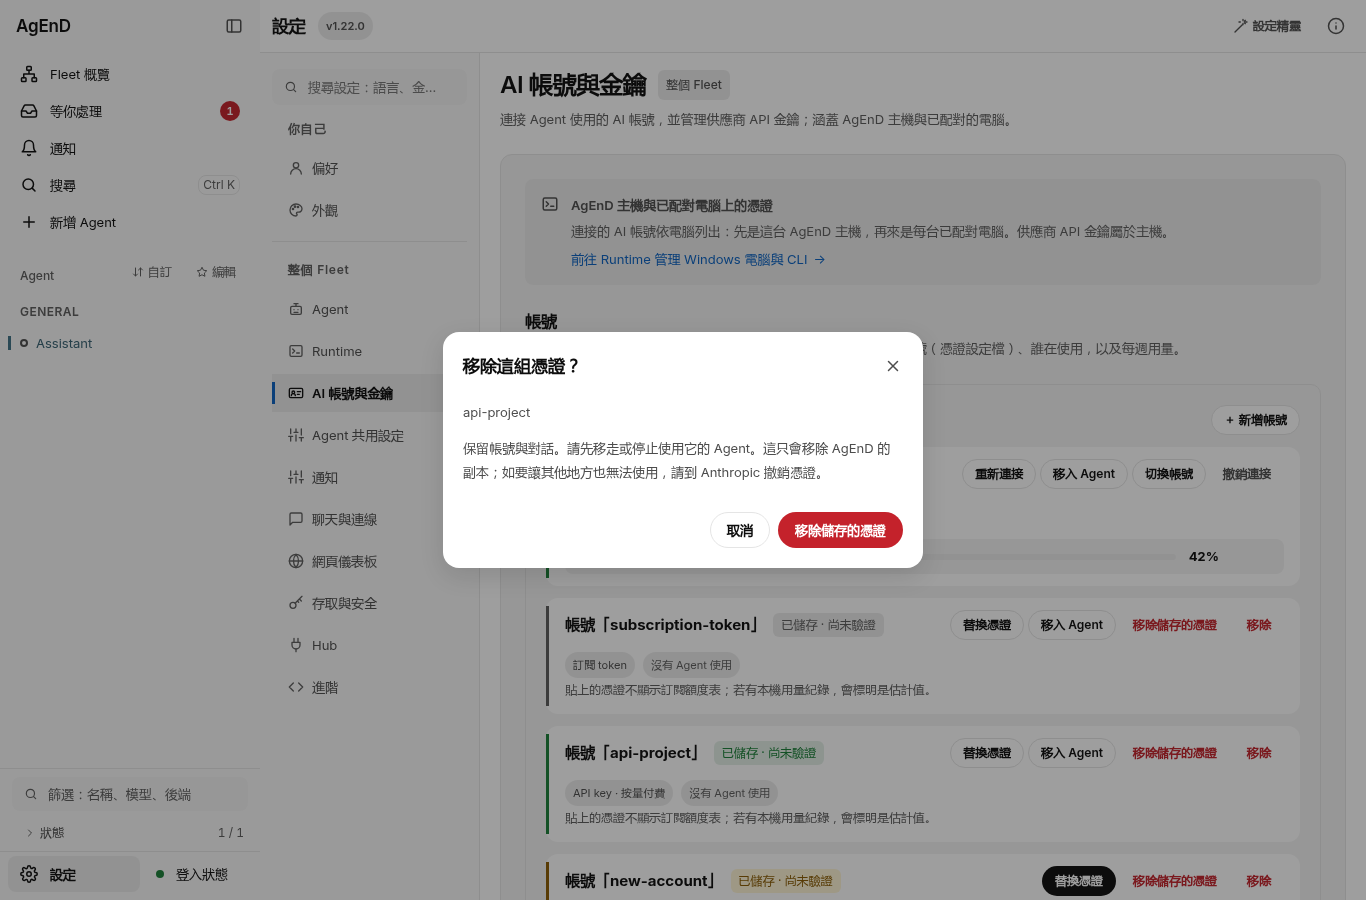 AgEnD
Fleet 概覽
等你處理
1
通知
搜尋
Ctrl K
新增 Agent
Agent
自訂
編輯
GENERAL
Assistant
篩選：名稱、模型、後端
狀態
1 / 1
設定
登入狀態
設定
v1.22.0
設定精靈
搜尋設定：語言、金...
你自己
偏好
外觀
整個 Fleet
Agent
Runtime
AI 帳號與金鑰
Agent 共用設定
通知
聊天與連線
網頁儀表板
存取與安全
Hub
進階
AI 帳號與金鑰
整個 Fleet
連接 Agent 使用的 AI 帳號，並管理供應商 API 金鑰；涵蓋 AgEnD 主機與已配對的電腦。
AgEnD 主機與已配對電腦上的憑證
連接的 AI 帳號依電腦列出：先是這台 AgEnD 主機，再來是每台已配對電腦。供應商 API 金鑰屬於主機。
前往 Runtime 管理 Windows 電腦與 CLI →
帳號
（憑證設定檔）、誰在使用，以及每週用量。
+ 新增帳號
重新連接
移入 Agent
切換帳號
撤銷連接
42%
移除這組憑證？
api-project
保留帳號與對話。請先移走或停止使用它的 Agent。這只會移除 AgEnD 的
副本；如要讓其他地方也無法使用，請到 Anthropic 撤銷憑證。
取消
移除儲存的憑證
帳號「subscription-token」
已儲存 · 尚未驗證
替換憑證
移入 Agent
移除儲存的憑證
移除
訂閱 token
沒有 Agent 使用
貼上的憑證不顯示訂閱額度表；若有本機用量紀錄，會標明是估計值。
帳號「api-project」
已儲存 · 尚未驗證
替換憑證
移入 Agent
移除儲存的憑證
移除
API key · 按量付費
沒有 Agent 使用
貼上的憑證不顯示訂閱額度表；若有本機用量紀錄，會標明是估計值。
帳號「new-account」
已儲存 · 尚未驗證
替換憑證
移除儲存的憑證
移除